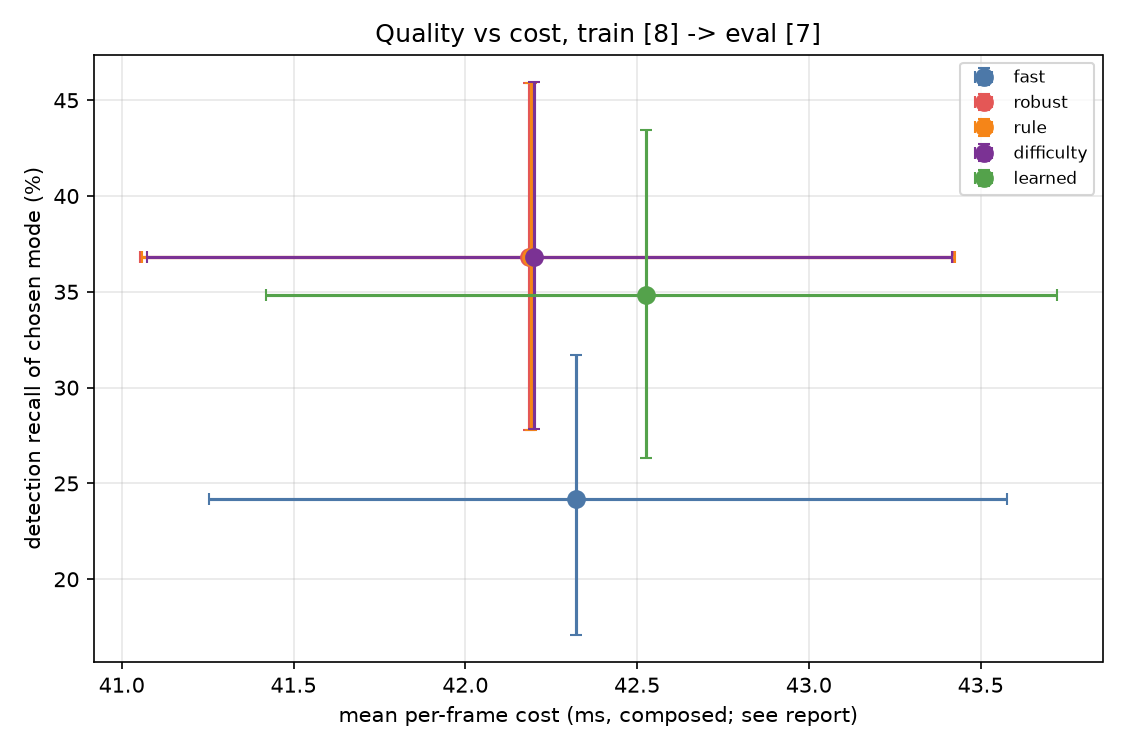 Quality vs cost, train [8] -> eval [7]
fast
robust
rule
difficulty
learned
detection recall of chosen mode (%)
45
40
35
30
25
20
41.0 41.5 42.0 42.5 43.0 43.5
mean per-frame cost (ms, composed; see report)